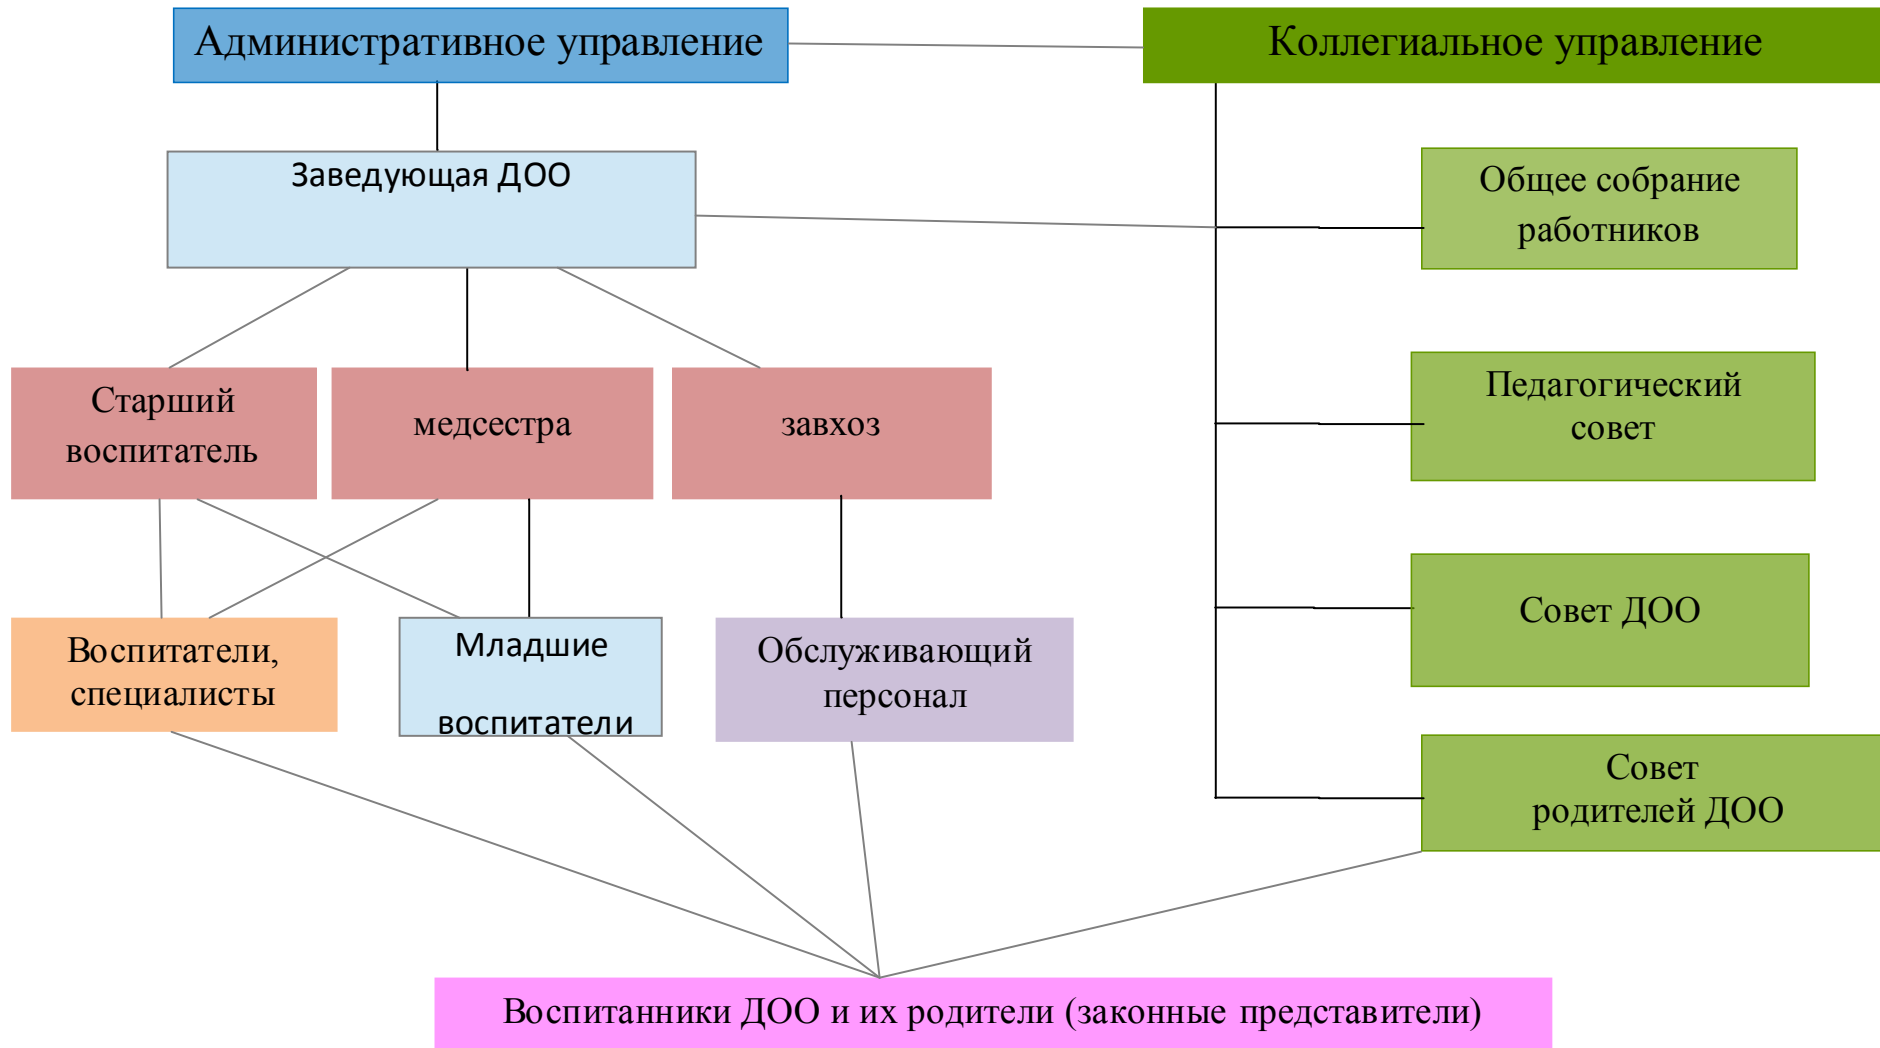 Административное управление
Коллегиальное управление
Заведующая ДОО
Общее собрание
работников
Старший
воспитатель
медсестра
завхоз
Педагогический
совет
Воспитатели,
специалисты
Младшие
воспитатели
Обслуживающий
персонал
Совет ДОО
Совет
родителей ДОО
Воспитанники ДОО и их родители (законные представители)